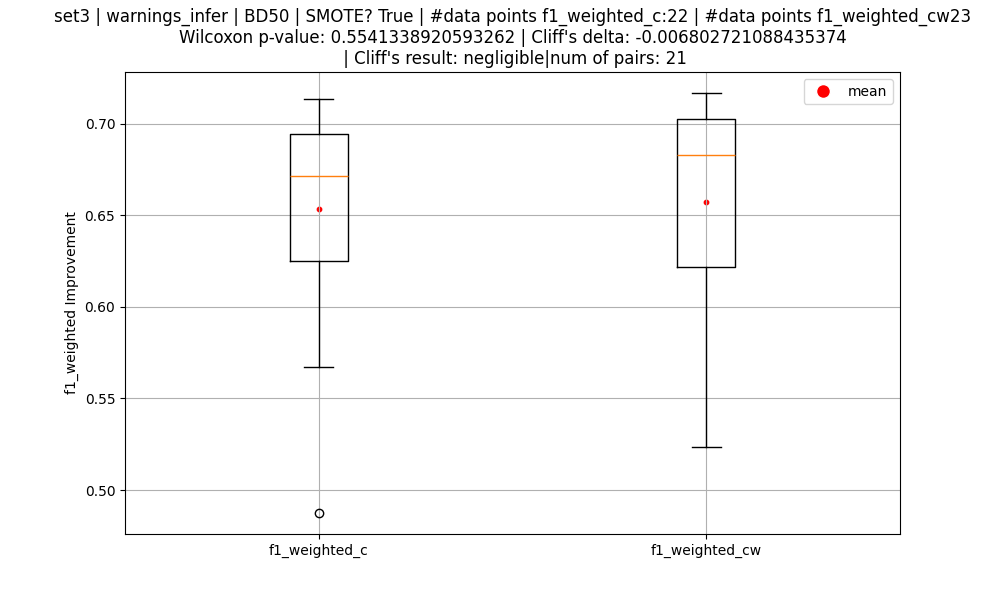 set3 | warnings_infer | BD50 | SMOTE? True | #data points f1_weighted_c:22 | #data points f1_weighted_cw23
Wilcoxon p-value: 0.5541338920593262 | Cliff's delta: -0.006802721088435374
| Cliff's result: negligible|num of pairs: 21
mean
0.70
0.65
0.60
0.55
0.50
f1_weighted Improvement
f1_weighted_c
f1_weighted_cw